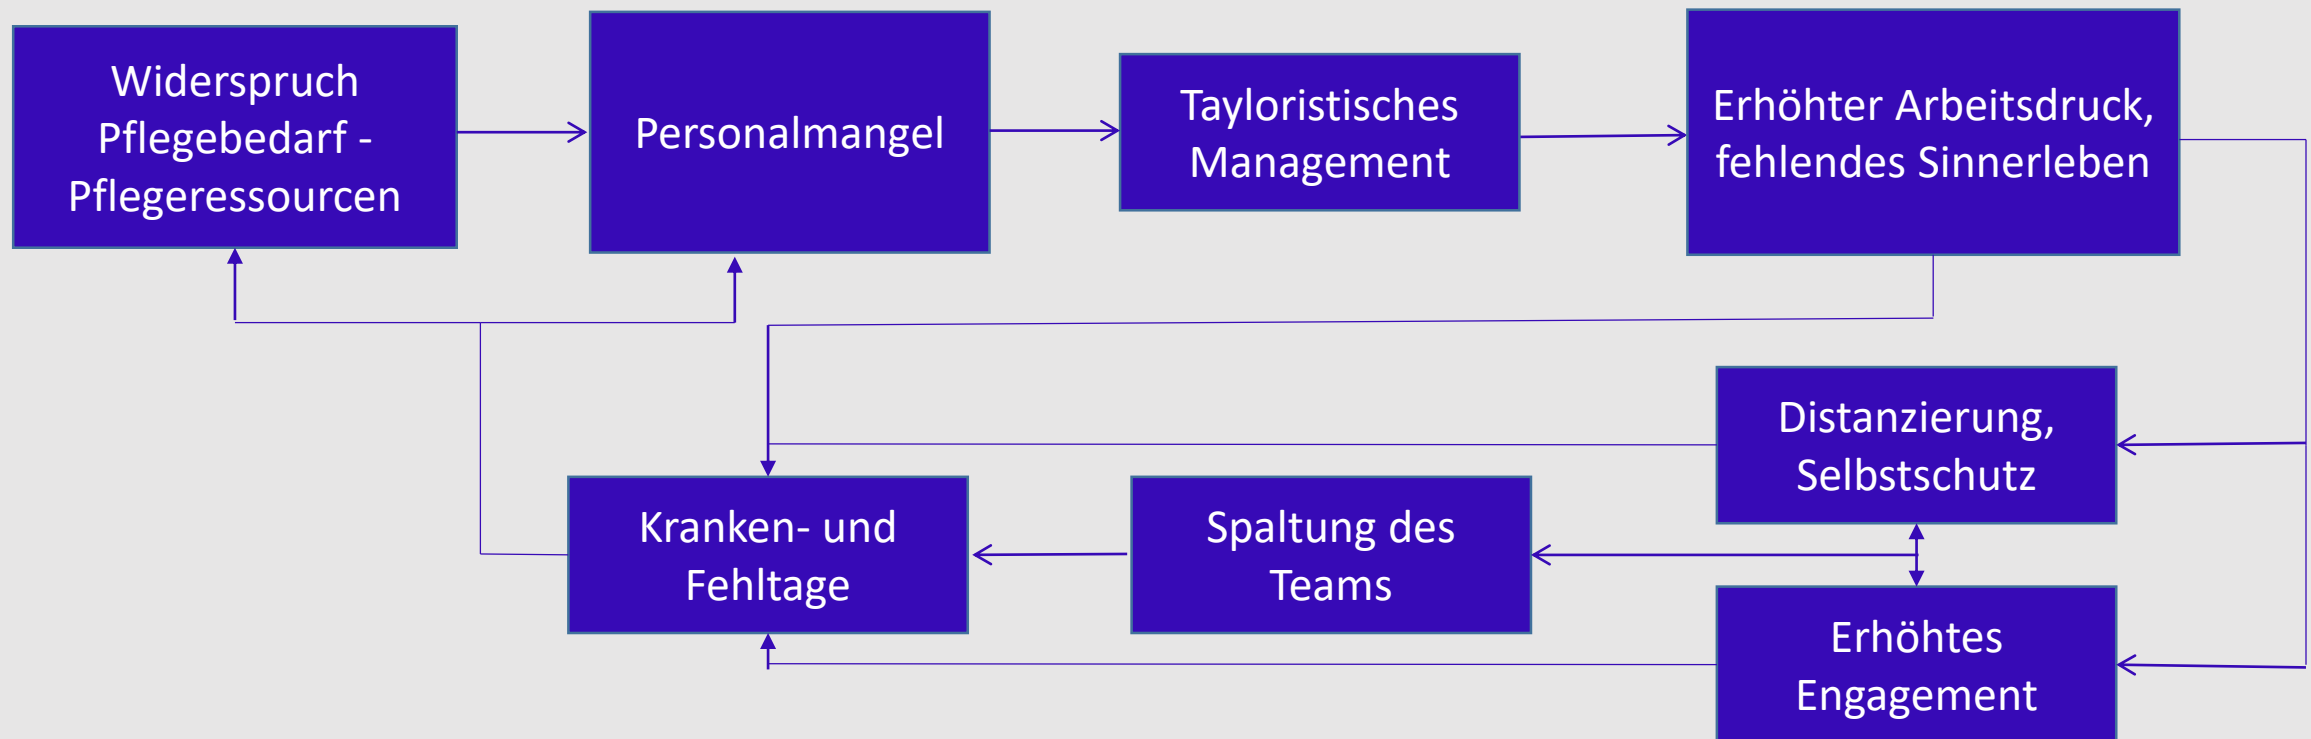 Widerspruch
Pflegebedarf -
Pflegeressourcen
Personalmangel
Tayloristisches
Management
Erhöhter Arbeitsdruck,
fehlendes Sinnerleben
Distanzierung,
Selbstschutz
Kranken- und
Fehltage
Spaltung des
Teams
Erhöhtes
Engagement